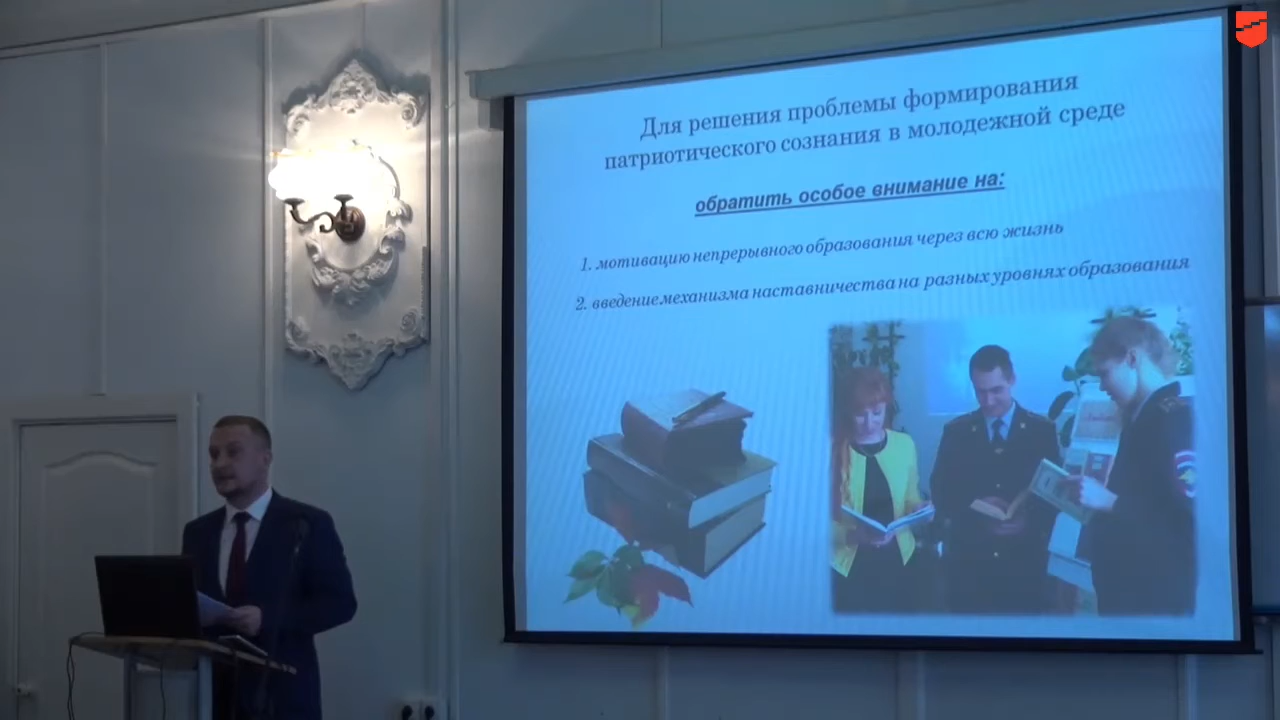 Для решения проблемы формирования
патриотического сознания в молодежной среде
обратить особое внимание на:
1. мотивацию непрерывного образования через всю жизнь
2. введение механизма наставничества на разных уровнях образования